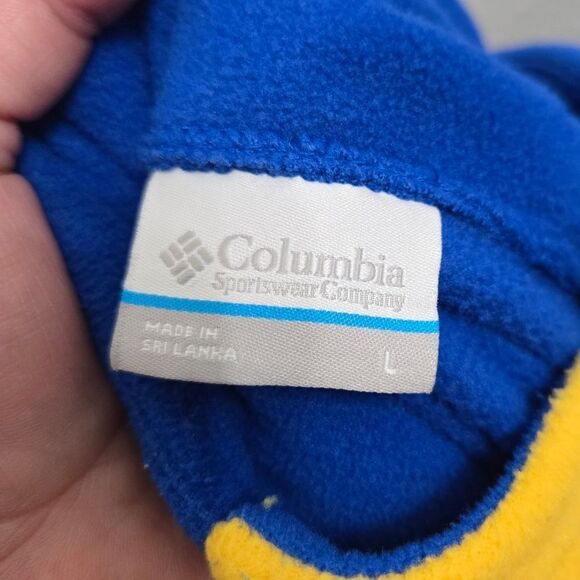 Columbia
Sportswear Company
MADE IN
SRI LANKA
L